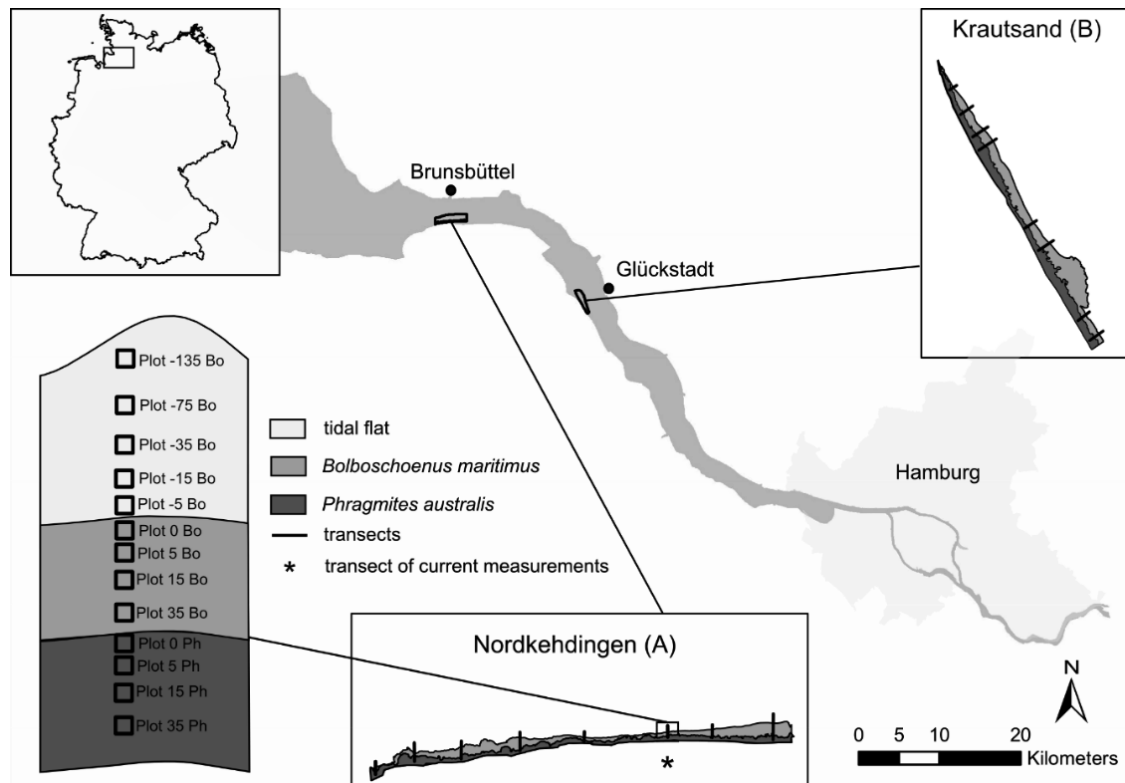 Krautsand (B)
Brunsbüttel
Glückstadt
Hamburg
Plot -135 Bo
Plot -75 Bo
Plot -35 Bo
Plot -15 Bo
Plot -5 Bo
Plot 0 Bo
Plot 5 Bo
Plot 15 Bo
Plot 35 Bo
Plot 0 Ph
Plot 5 Ph
Plot 15 Ph
Plot 35 Ph
tidal flat
Bolboschoenus maritimus
Phragmites australis
transects
* transect of current measurements
Nordkehdingen (A)
*
N
0 5 10 20
Kilometers